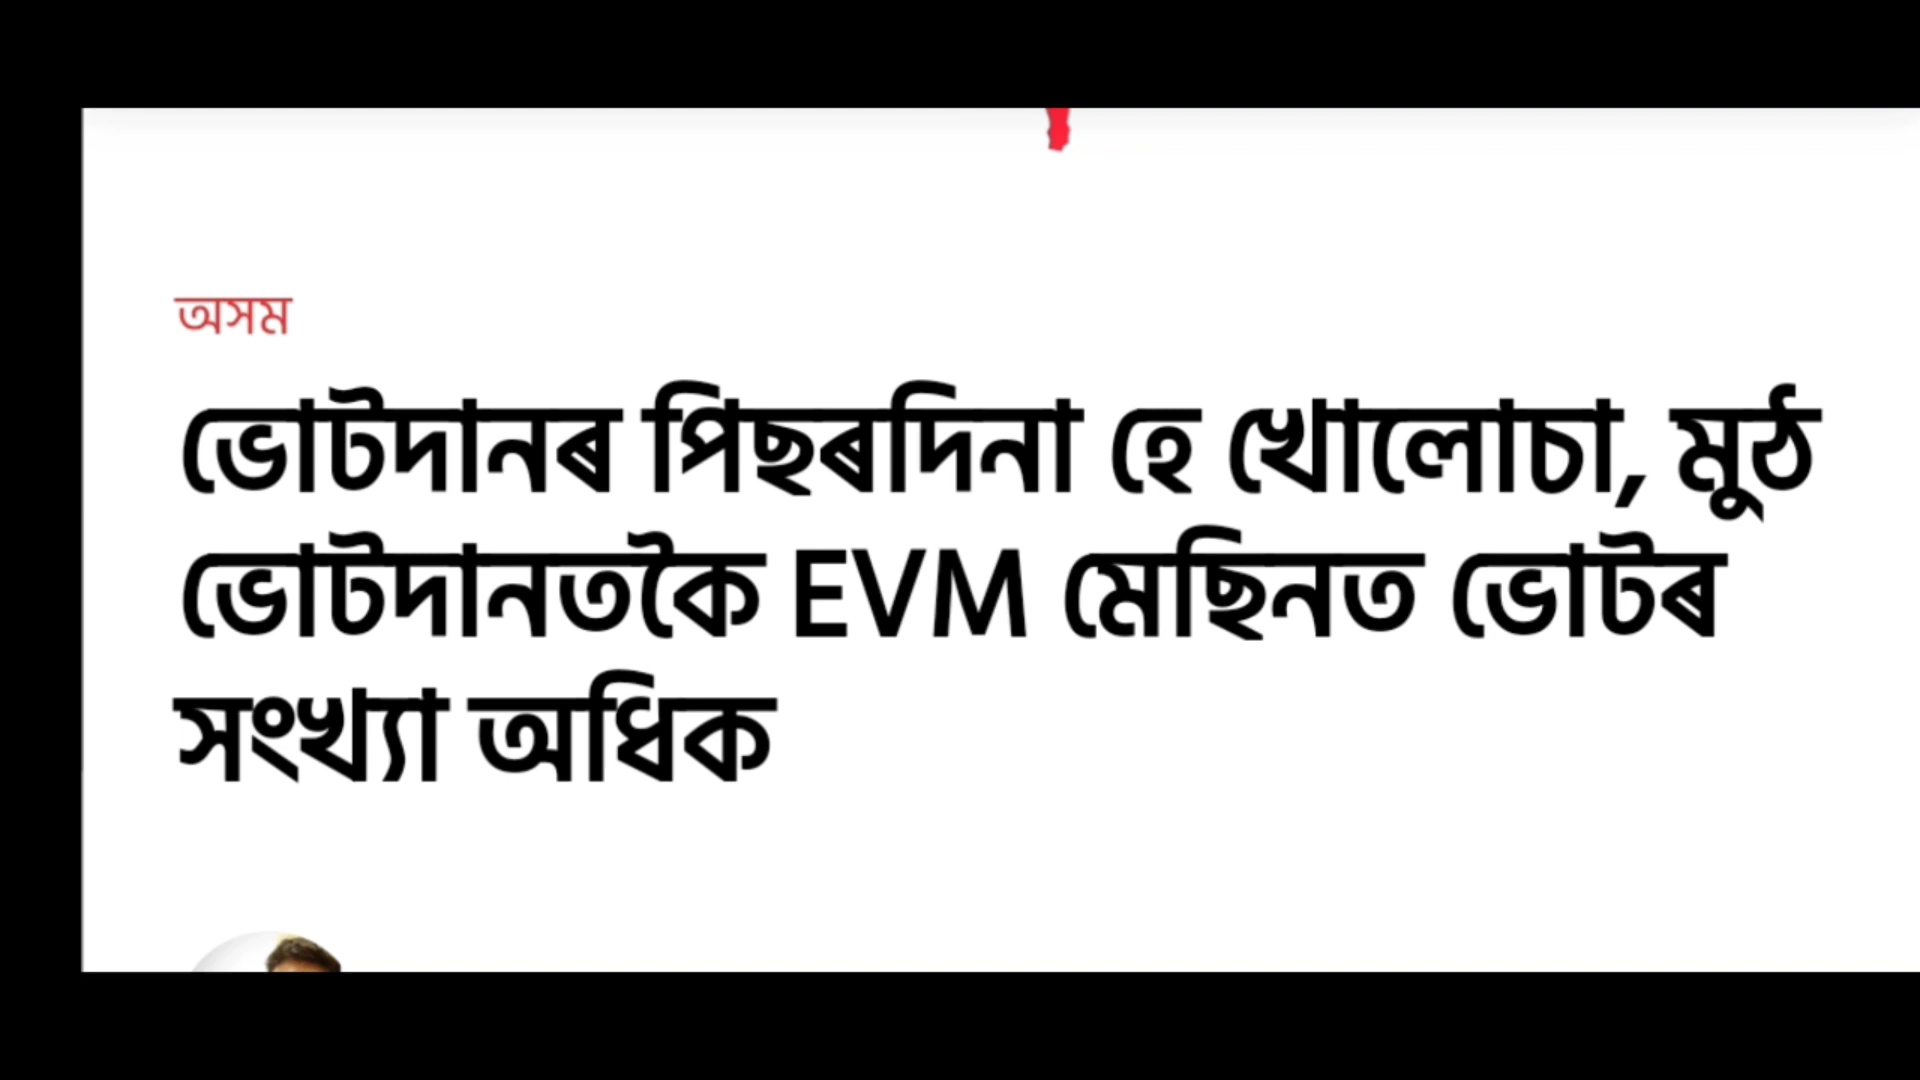 অসম
ভোটদানৰ পিছৰদিনা হে খোলোচা, মুঠ
ভোটদানতকৈ EVM মেছিনত ভোটৰ
সংখ্যা অধিক